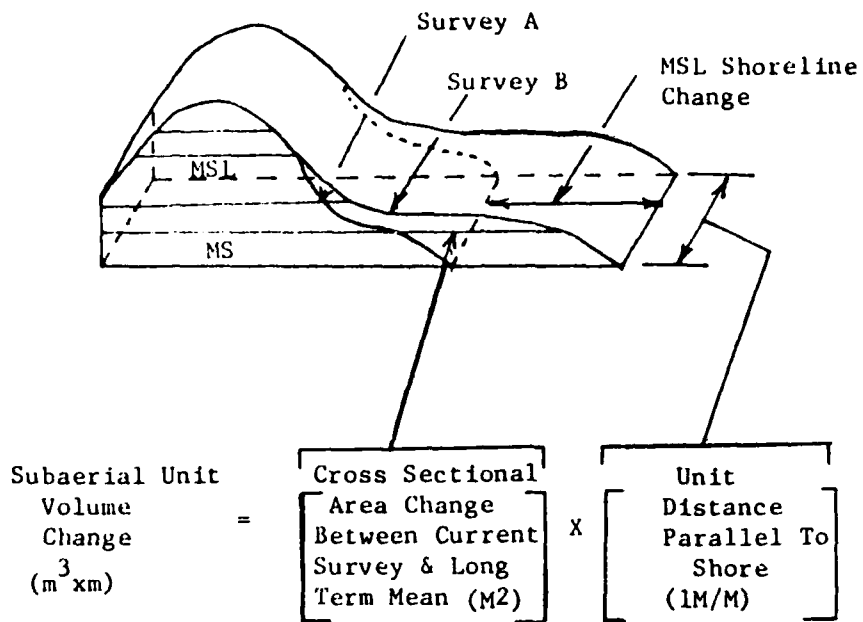 Survey A
Survey B
MSL Shoreline
Change
MSL
MS
Subaerial Unit
Volume
Change
(m³xm)
=
Cross Sectional
Area Change
Between Current
Survey & Long
Term Mean (M²)
X
Unit
Distance
Parallel To
Shore
(1M/M)